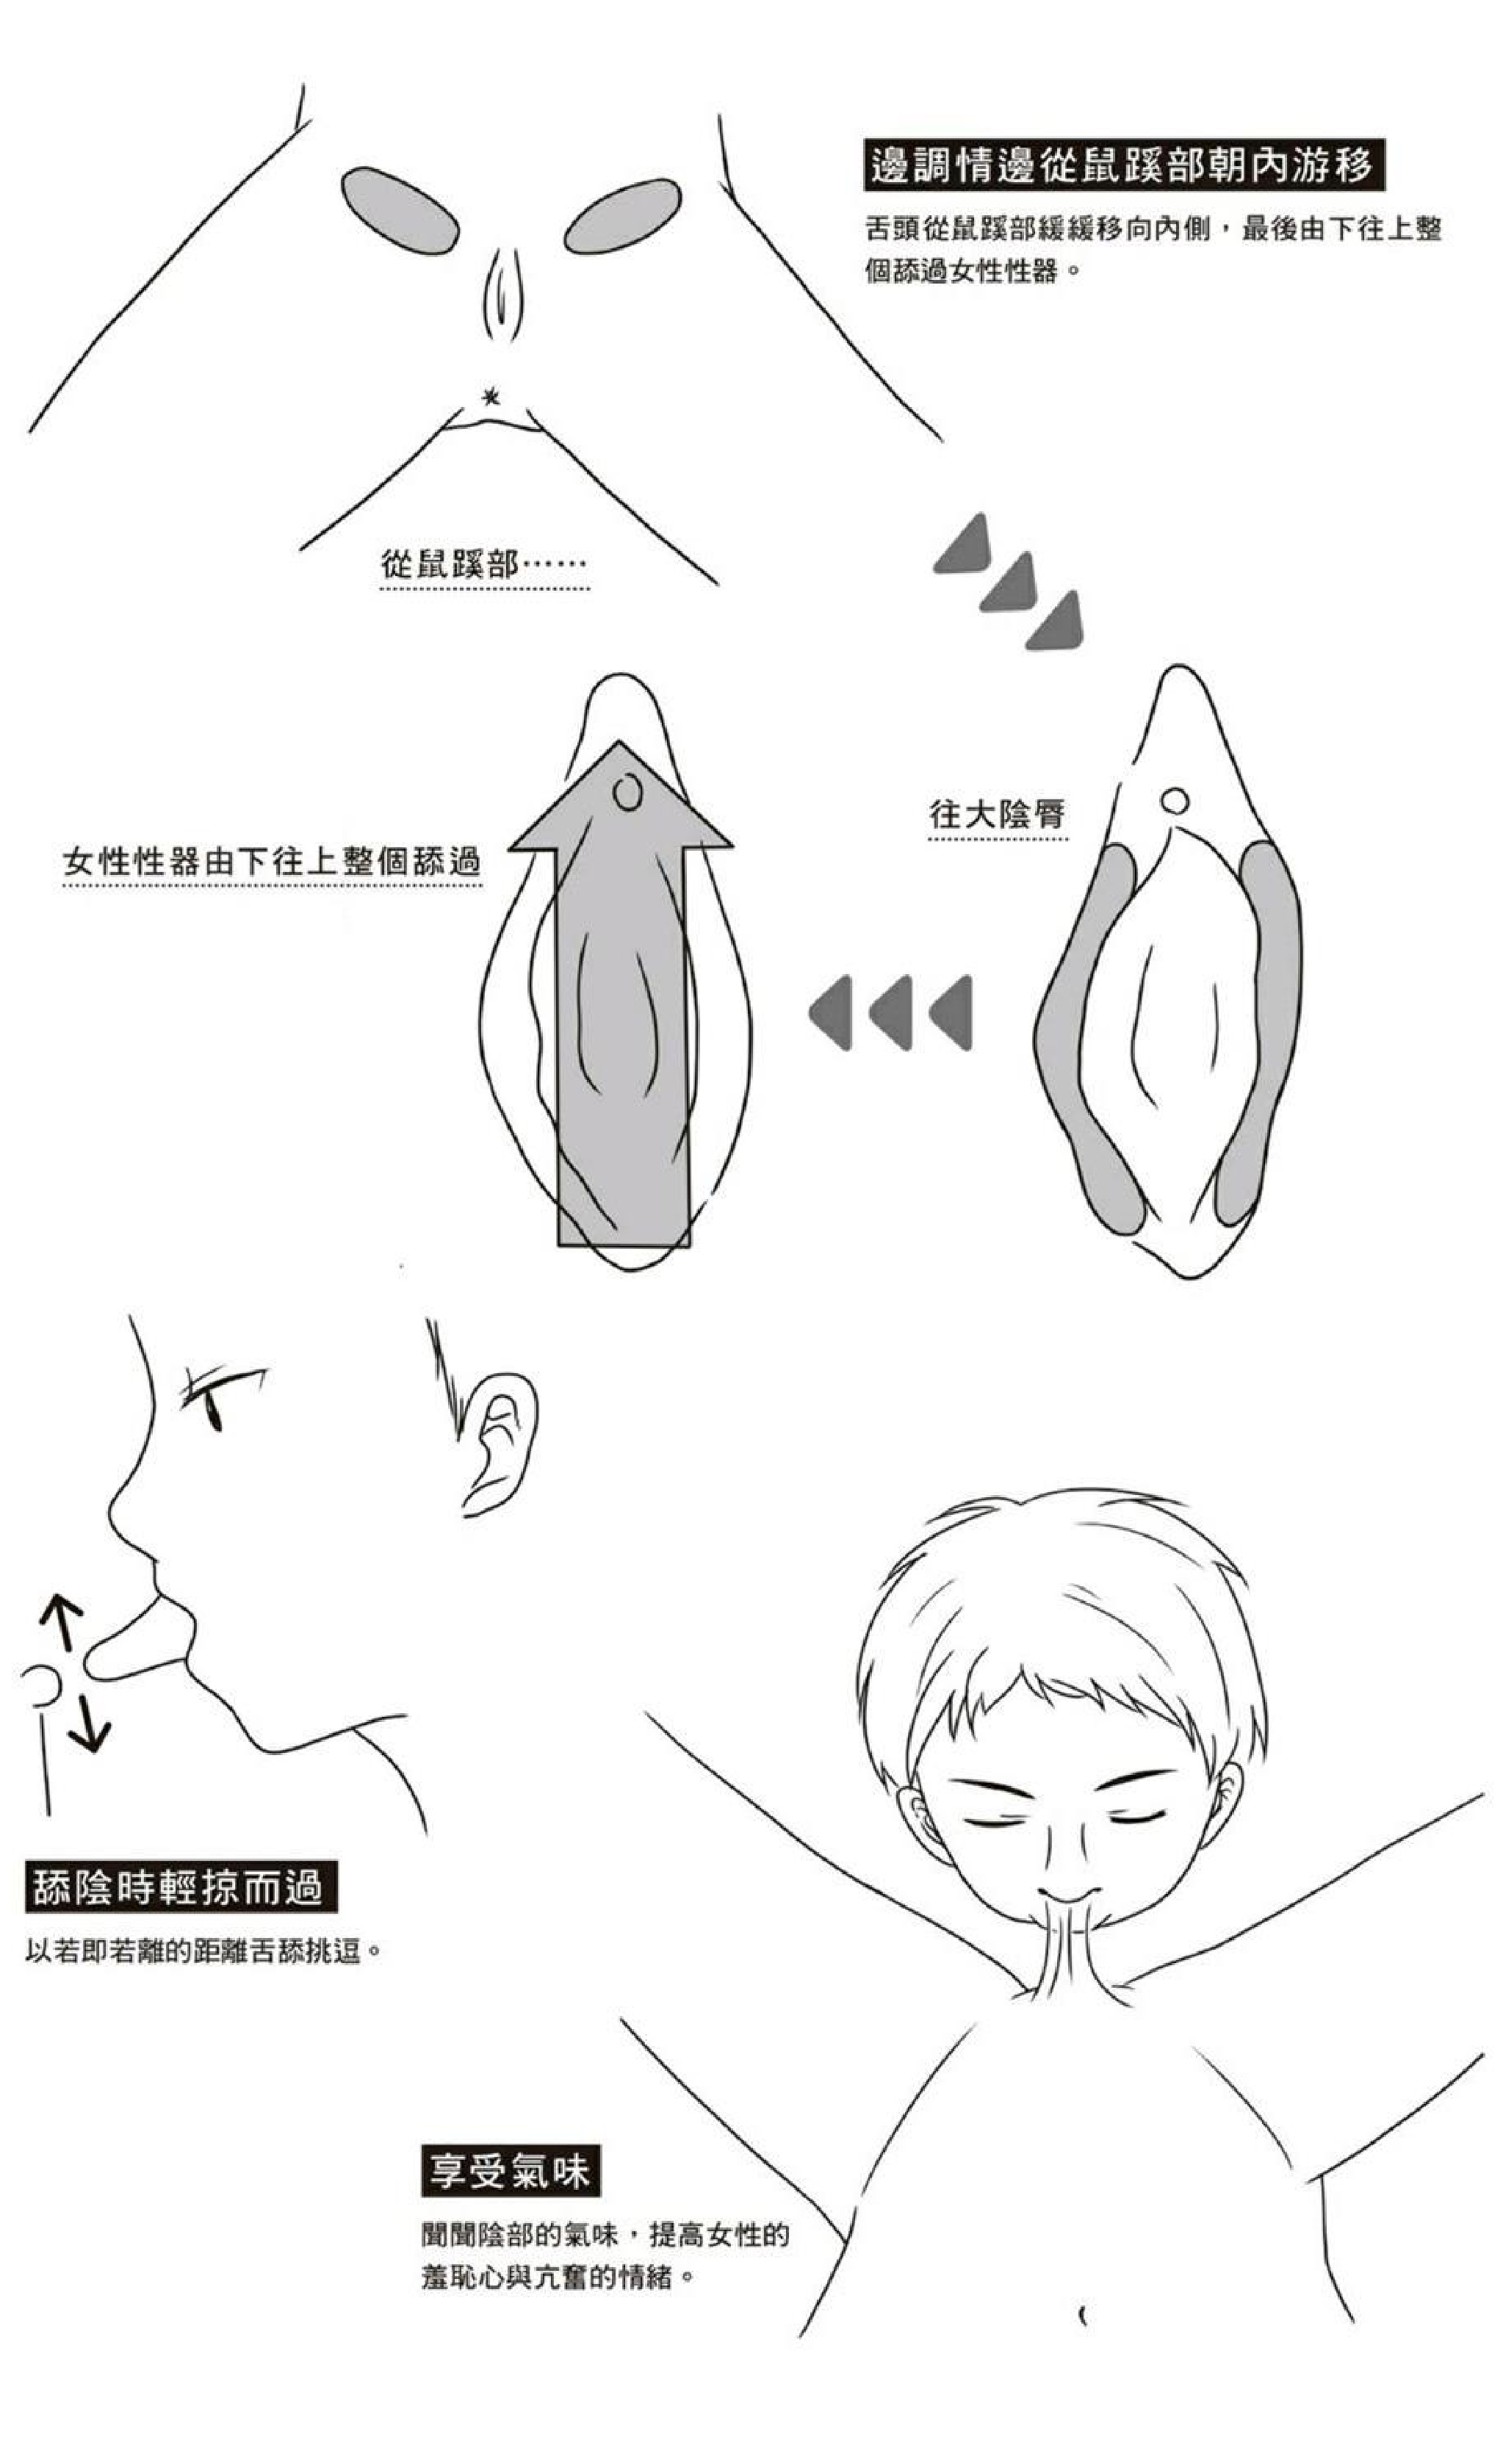 邊調情邊從鼠蹊部朝內游移
舌頭從鼠蹊部緩緩移向內側，最後由下往上整
個舔過女性性器。
從鼠蹊部……
往大陰脣
女性性器由下往上整個舔過
舔陰時輕掠而過
以若即若離的距離舌舔挑逗。
享受氣味
聞聞陰部的氣味，提高女性的
羞恥心與亢奮的情緒。